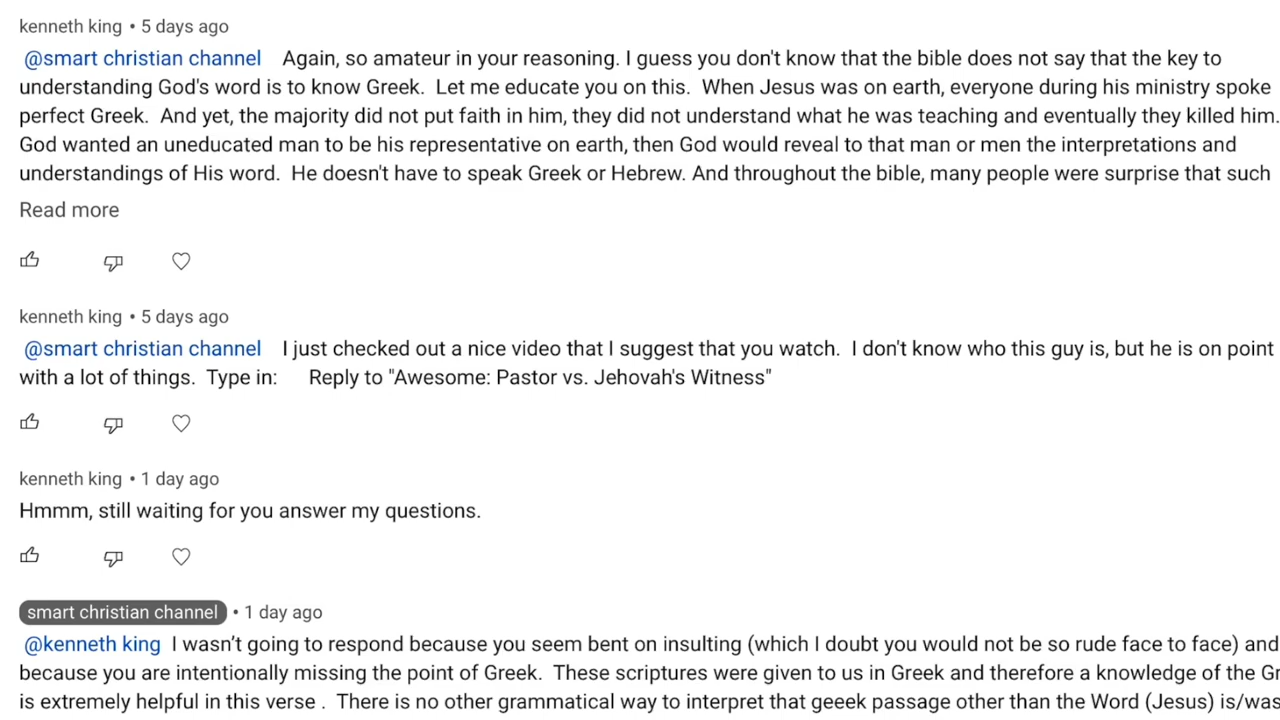 kenneth king • 5 days ago
@smart christian channel Again, so amateur in your reasoning. I guess you don't know that the bible does not say that the key to
understanding God's word is to know Greek. Let me educate you on this. When Jesus was on earth, everyone during his ministry spoke
perfect Greek. And yet, the majority did not put faith in him, they did not understand what he was teaching and eventually they killed him.
God wanted an uneducated man to be his representative on earth, then God would reveal to that man or men the interpretations and
understandings of His word. He doesn't have to speak Greek or Hebrew. And throughout the bible, many people were surprise that such
Read more
kenneth king • 5 days ago
@smart christian channel I just checked out a nice video that I suggest that you watch. I don't know who this guy is, but he is on point
with a lot of things. Type in: Reply to "Awesome: Pastor vs. Jehovah's Witness"
kenneth king • 1 day ago
Hmmm, still waiting for you answer my questions.
smart christian channel • 1 day ago
@kenneth king I wasn’t going to respond because you seem bent on insulting (which I doubt you would not be so rude face to face) and
because you are intentionally missing the point of Greek. These scriptures were given to us in Greek and therefore a knowledge of the
is extremely helpful in this verse . There is no other grammatical way to interpret that geeek passage other than the Word (Jesus) is/was